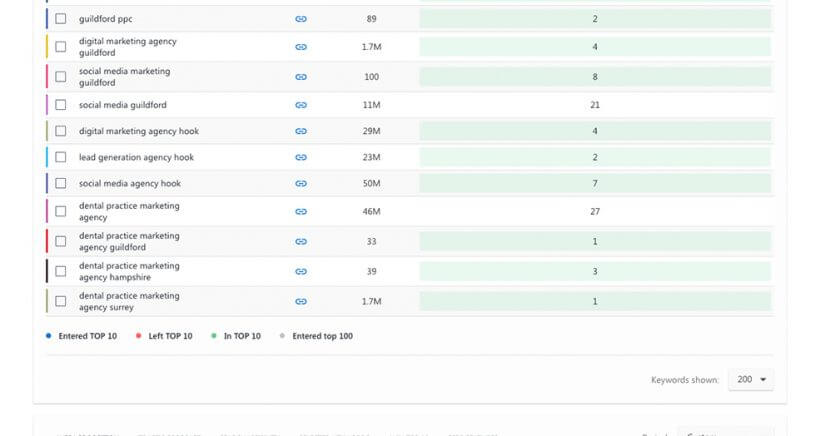 guildford ppc 89 2
digital marketing agency
guildford 1.7M 4
social media marketing
guildford 100 8
social media guildford 11M 21
digital marketing agency hook 29M 4
lead generation agency hook 23M 2
social media agency hook 50M 7
dental practice marketing
agency 46M 27
dental practice marketing
agency guildford 33 1
dental practice marketing
agency hampshire 39 3
dental practice marketing
agency surrey 1.7M 1
Entered TOP 10 Left TOP 10 In TOP 10 Entered top 100
Keywords shown: 200